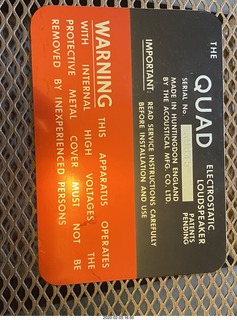 THE
QUAD
ELECTROSTATIC
LOUDSPEAKER
PATENTS
PENDING
SERIAL No.
MADE IN HUNTINGDON ENGLAND
BY THE ACOUSTICAL MFG. CO. LTD.
IMPORTANT: READ SERVICE INSTRUCTIONS CAREFULLY
BEFORE INSTALLATION AND USE
WARNING THIS APPARATUS OPERATES
WITH INTERNAL HIGH VOLTAGES. THE
PROTECTIVE METAL COVER MUST NOT BE
REMOVED BY INEXPERIENCED PERSONS